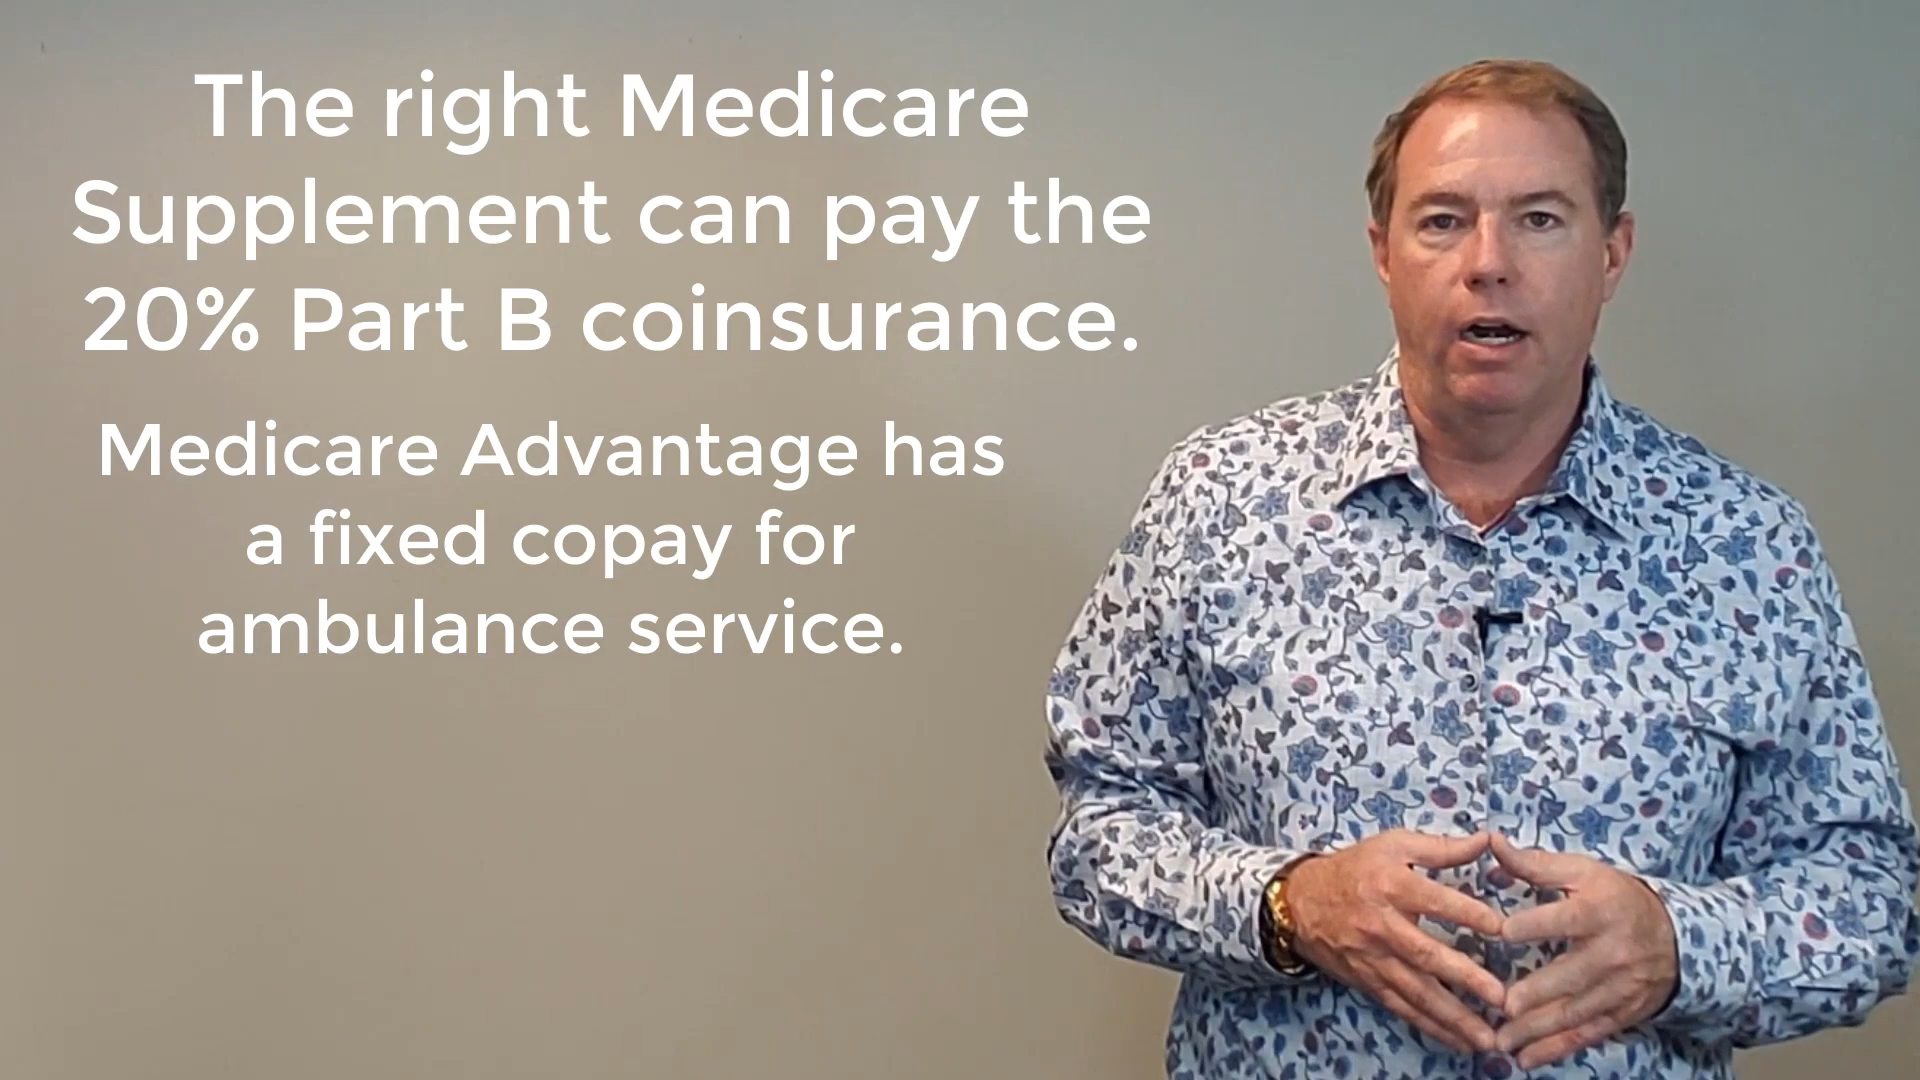 The right Medicare
Supplement can pay the
20% Part B coinsurance.
Medicare Advantage has
a fixed copay for
ambulance service.